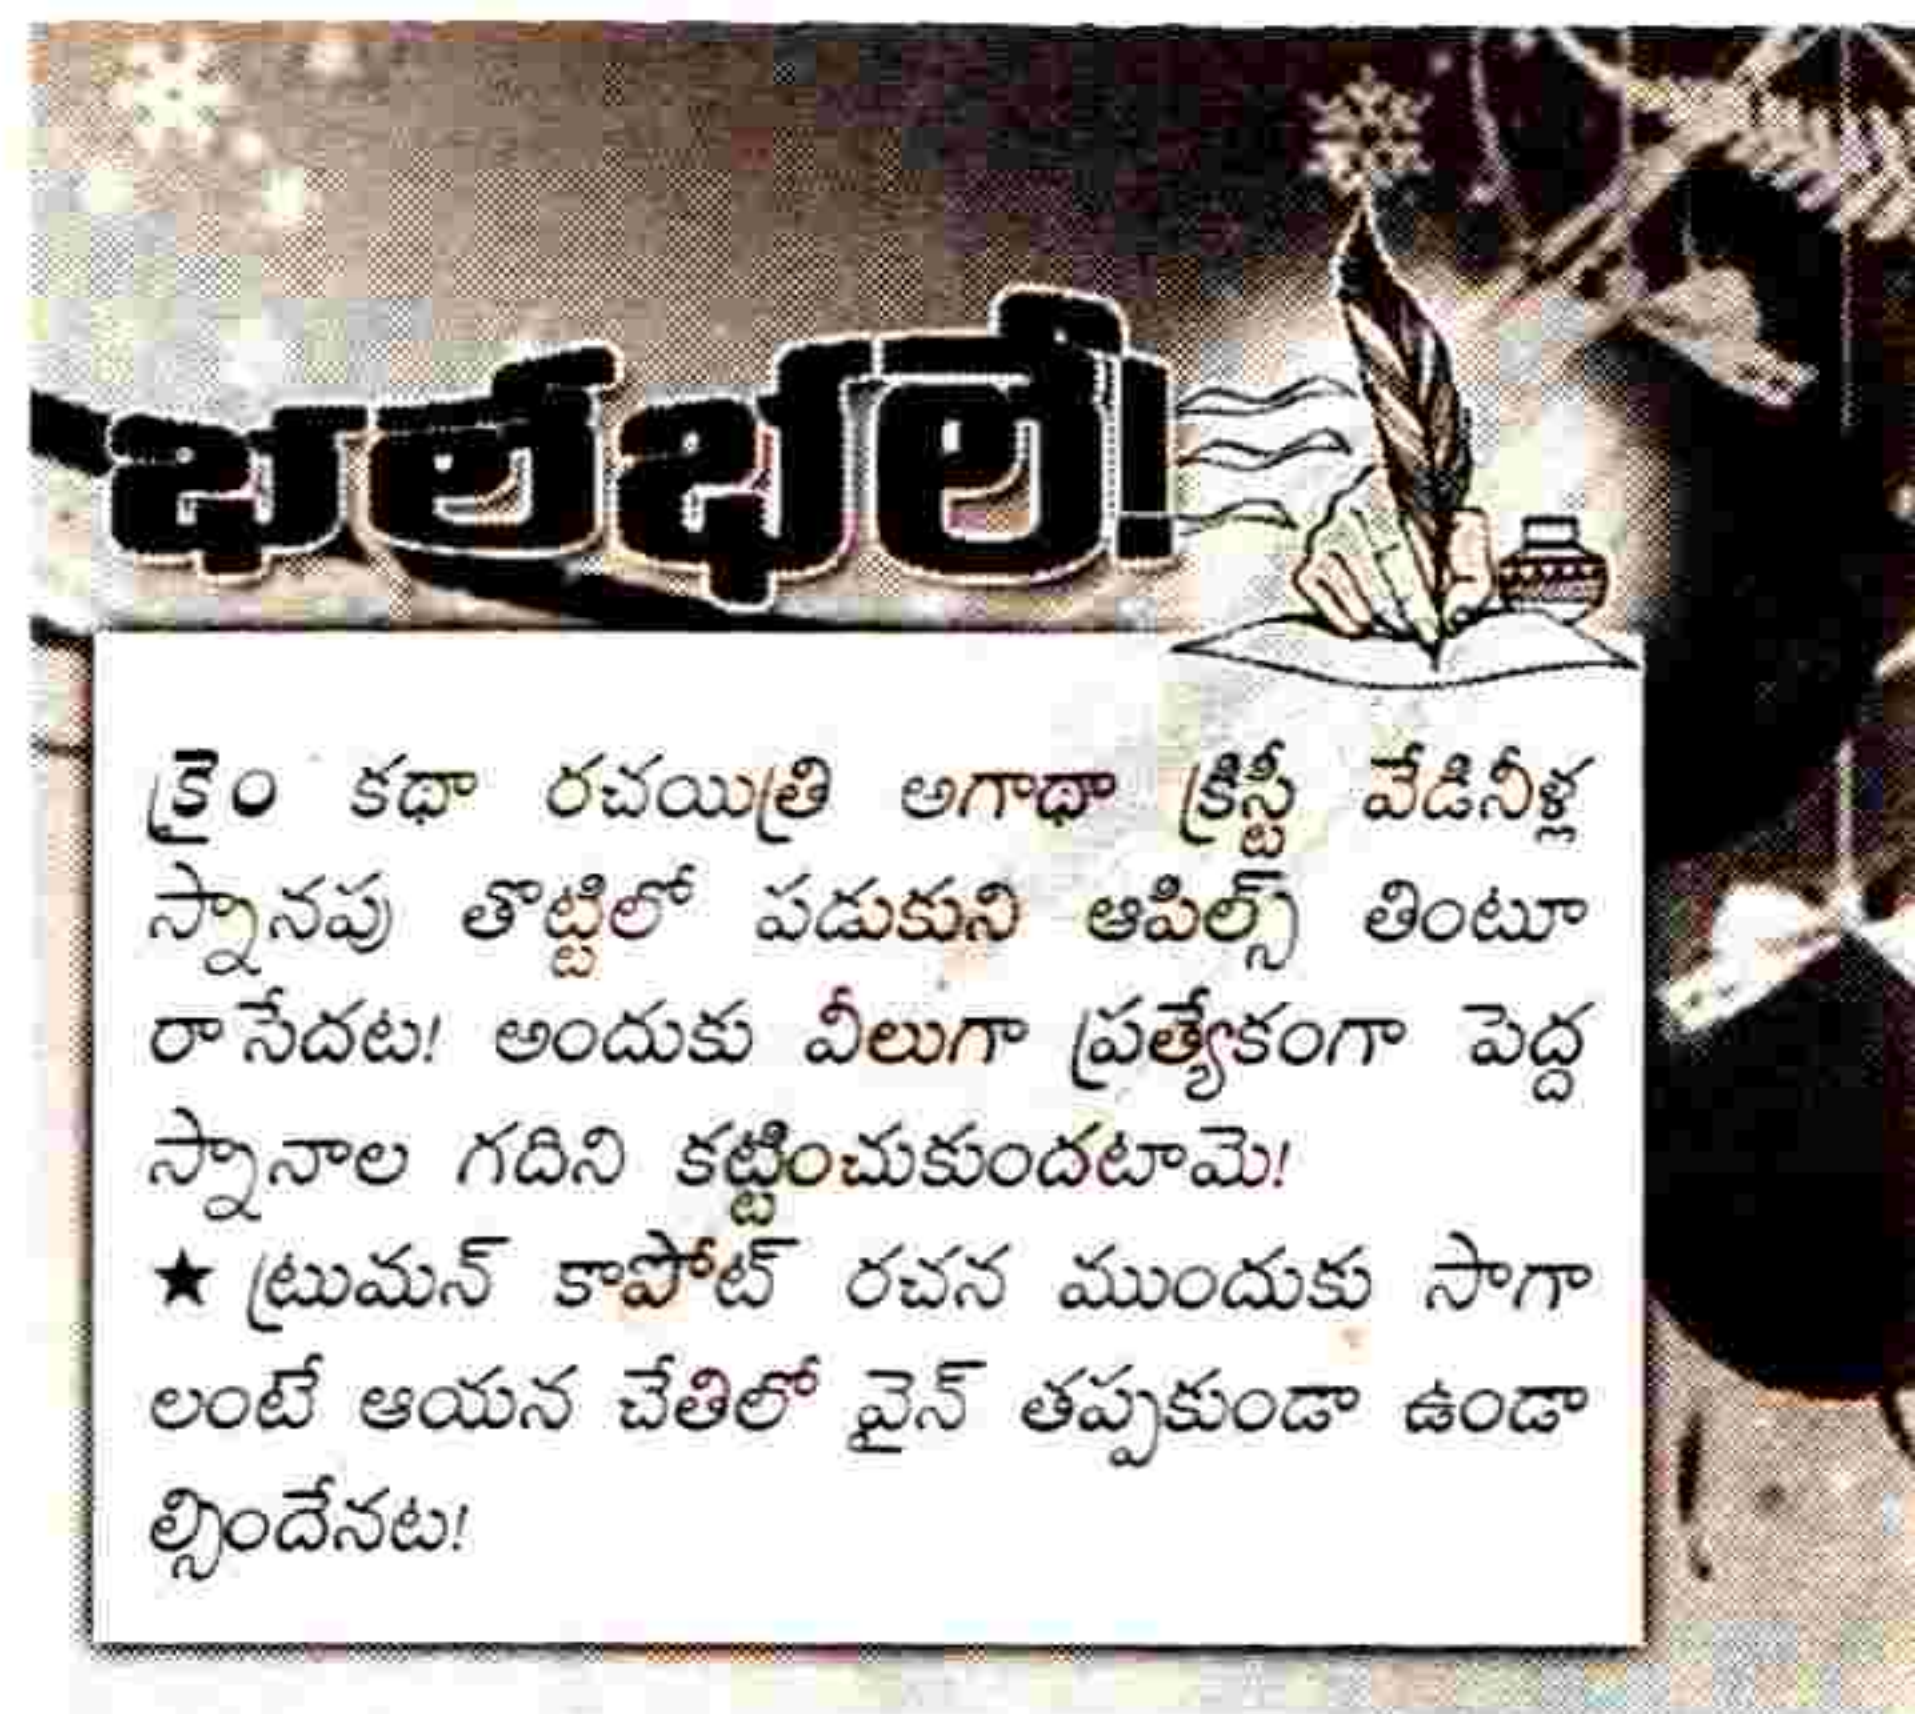 భలేభలే!
క్రైం కథా రచయిత్రి అగాథా క్రిస్టీ వేడినీళ్ల
స్నానపు తొట్టిలో పడుకుని ఆపిల్స్ తింటూ
రాసేదట! అందుకు వీలుగా ప్రత్యేకంగా పెద్ద
స్నానాల గదిని కట్టించుకుందటామె!
★ ట్రుమన్ కాపోట్ రచన ముందుకు సాగా
లంటే ఆయన చేతిలో వైన్ తప్పకుండా ఉండా
ల్సిందేనట!